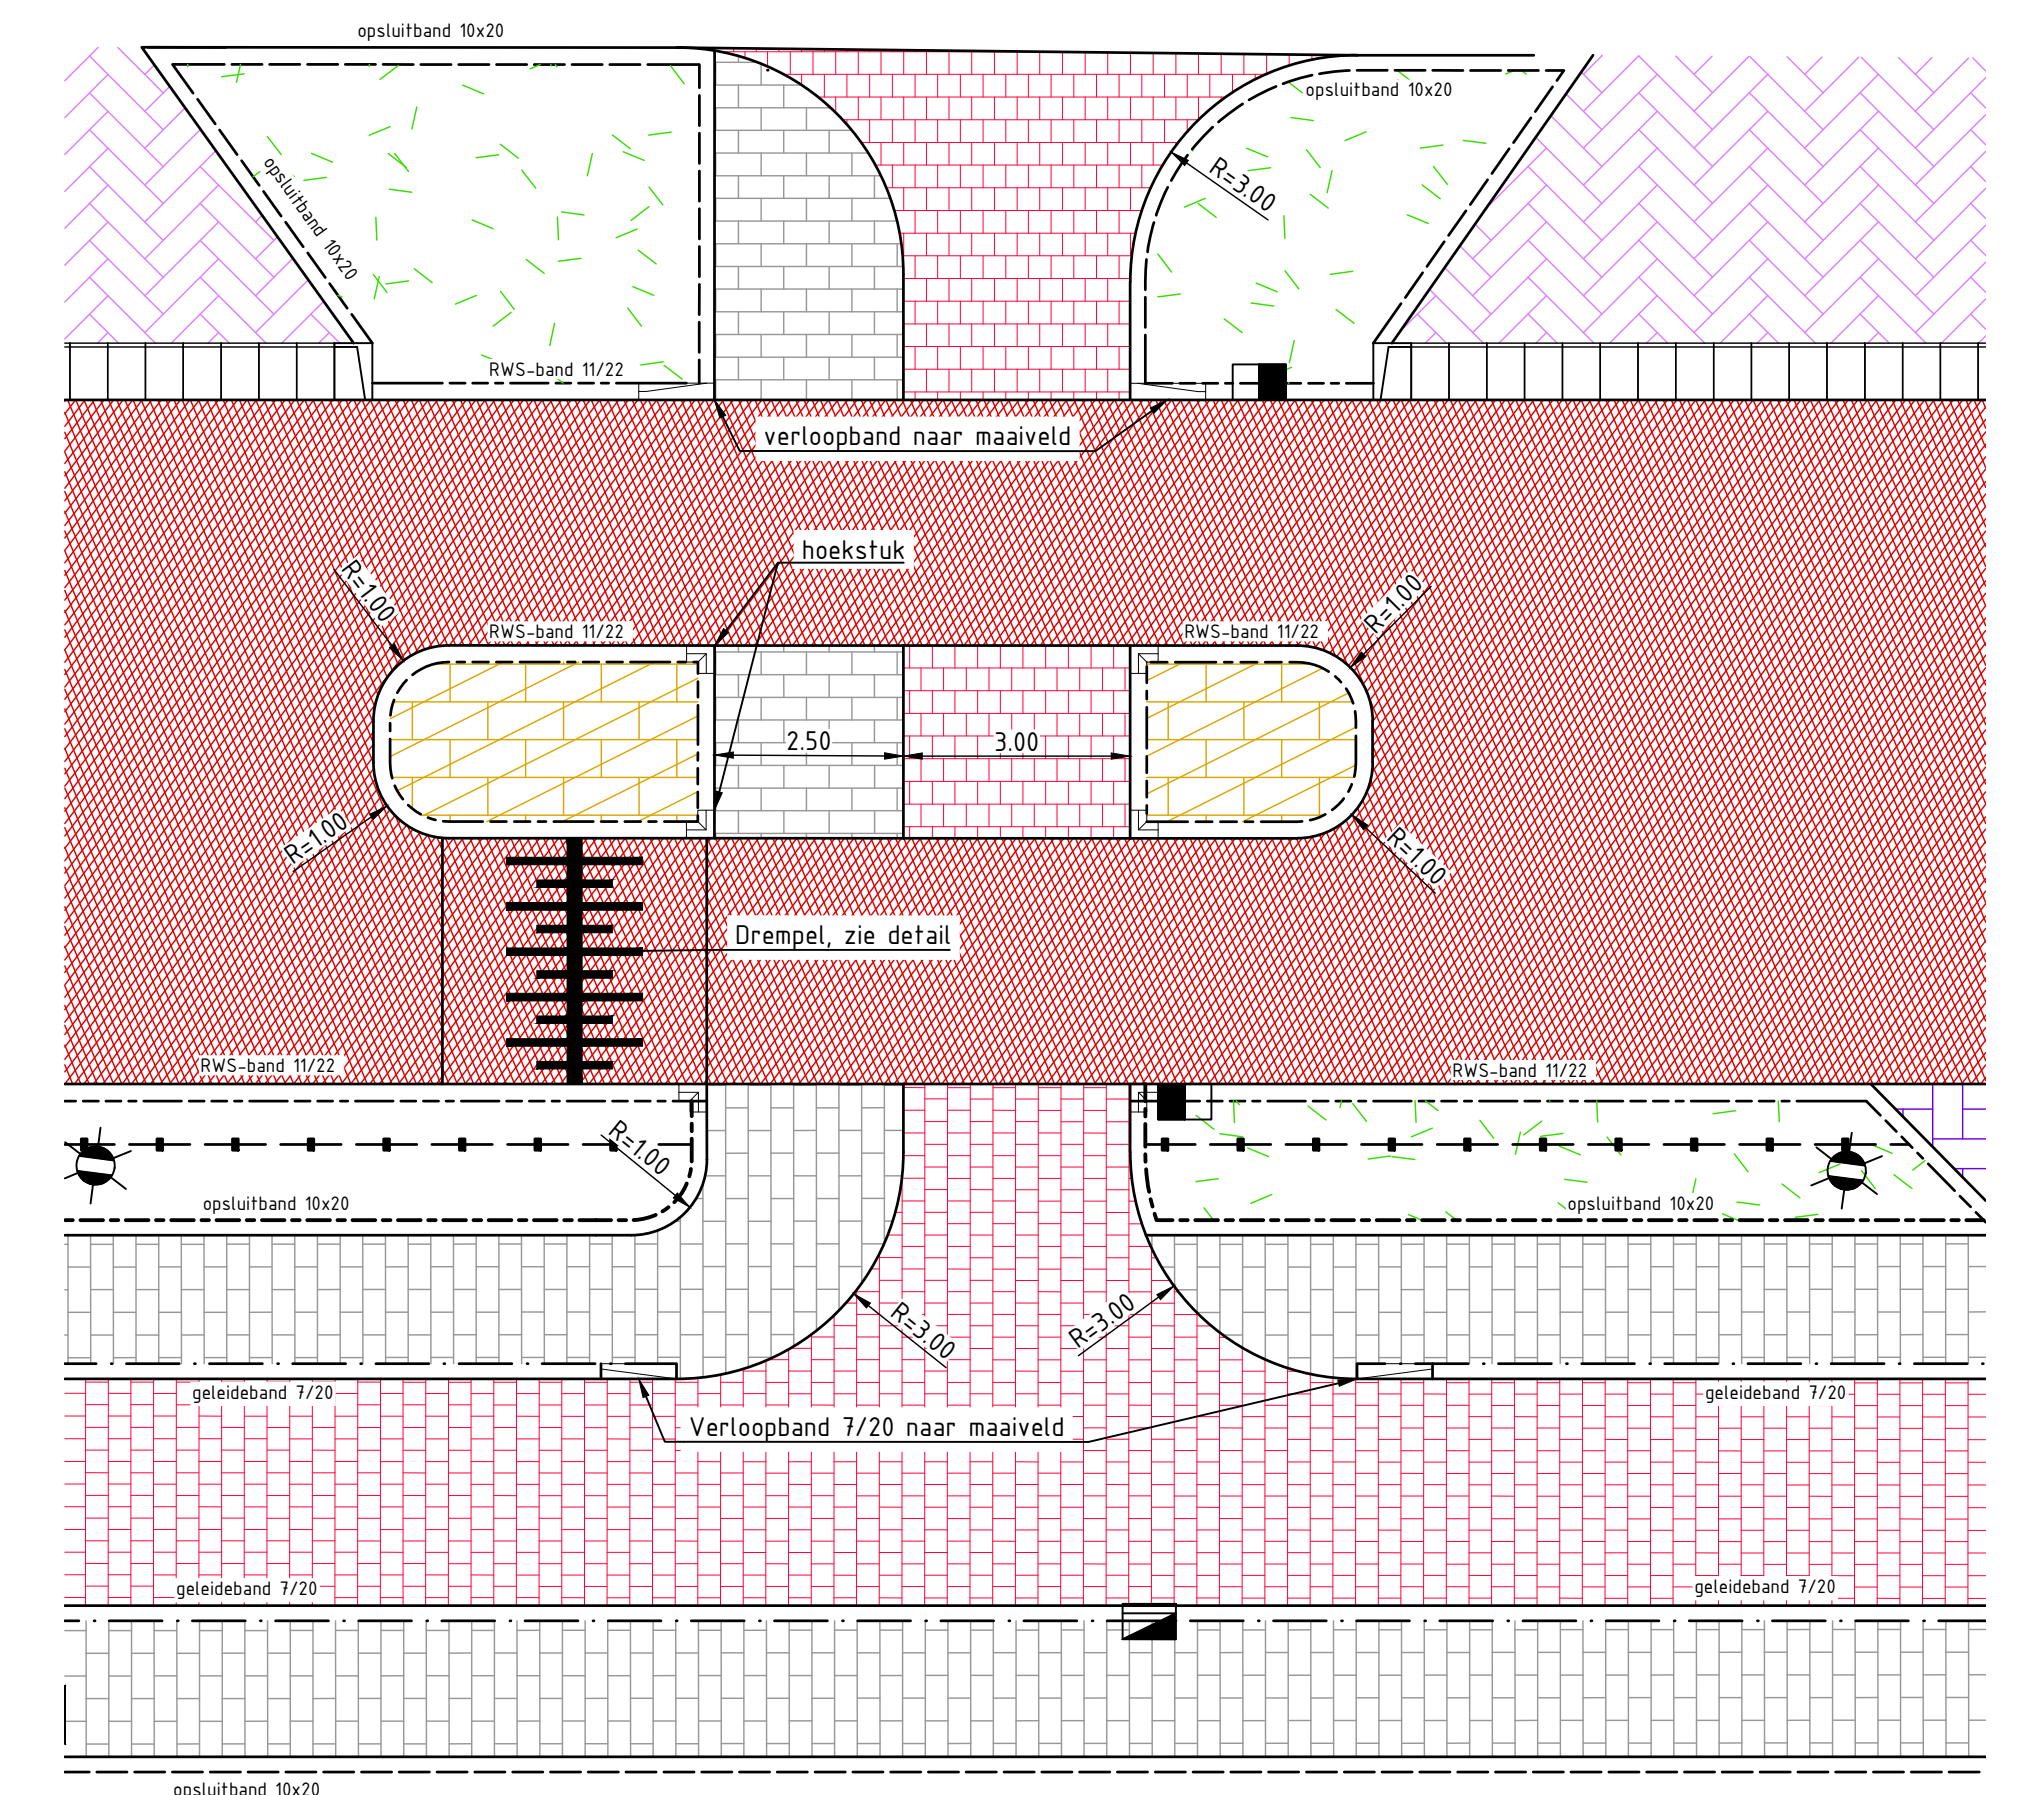 opsluitband 10x20
opsluitband 10x20
opsluitband 10x20
R=3.00
RWS-band 11/22
verloopband naar maaiveld
hoekstuk
R=1.00
R=1.00
RWS-band 11/22
RWS-band 11/22
2.50
3.00
R=1.00
R=1.00
Drempel, zie detail
RWS-band 11/22
RWS-band 11/22
R=1.00
opsluitband 10x20
opsluitband 10x20
R=3.00
R=3.00
geleideband 7/20
geleideband 7/20
Verloopband 7/20 naar maaiveld
geleideband 7/20
geleideband 7/20
opsluitband 10x20